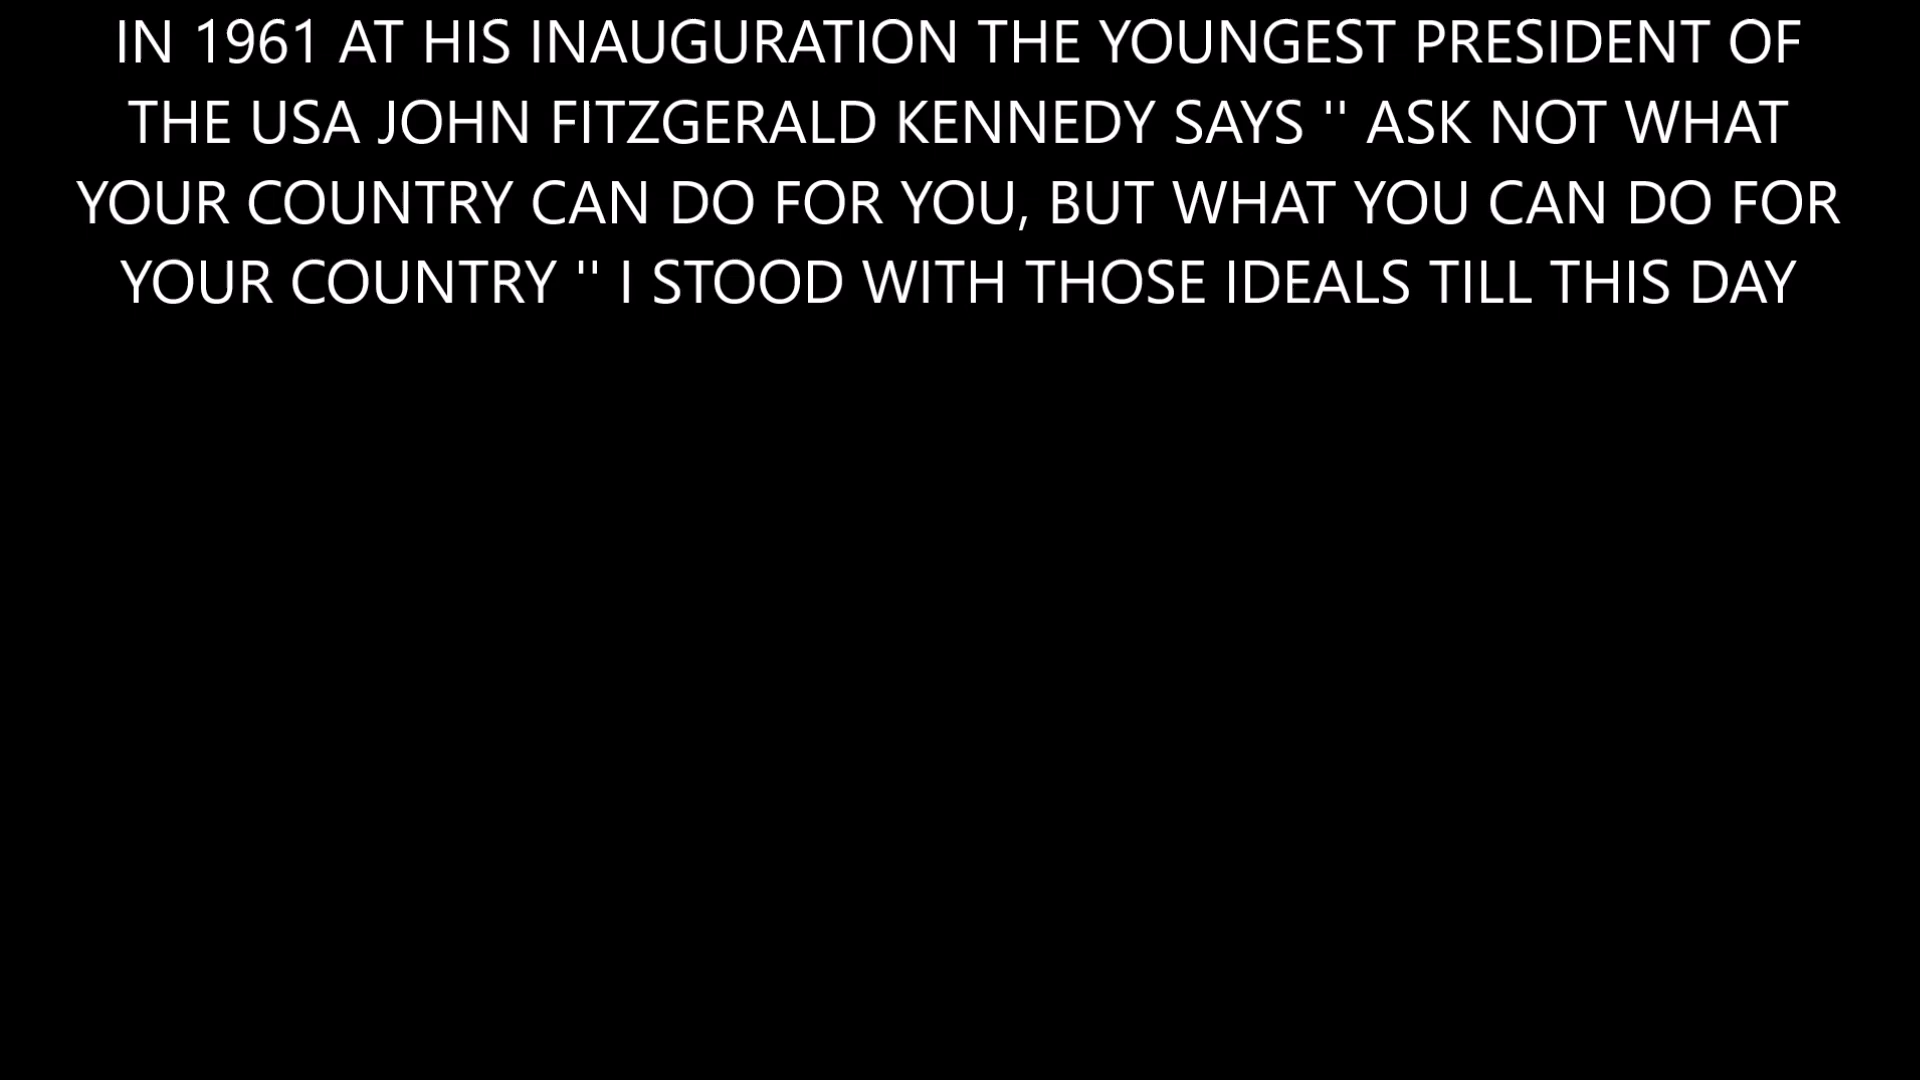 IN 1961 AT HIS INAUGURATION THE YOUNGEST PRESIDENT OF
THE USA JOHN FITZGERALD KENNEDY SAYS '' ASK NOT WHAT
YOUR COUNTRY CAN DO FOR YOU, BUT WHAT YOU CAN DO FOR
YOUR COUNTRY '' I STOOD WITH THOSE IDEALS TILL THIS DAY